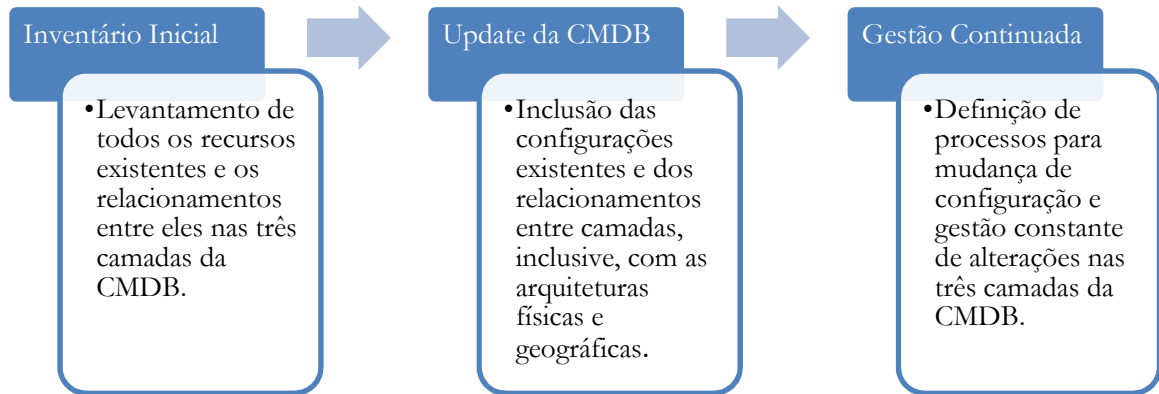 Inventário Inicial
•Levantamento de
todos os recursos
existentes e os
relacionamentos
entre eles nas três
camadas da
CMDB.
Update da CMDB
•Inclusão das
configurações
existentes e dos
relacionamentos
entre camadas,
inclusive, com as
arquiteturas
físicas e
geográficas.
Gestão Continuada
•Definição de
processos para
mudança de
configuração e
gestão constante
de alterações nas
três camadas da
CMDB.